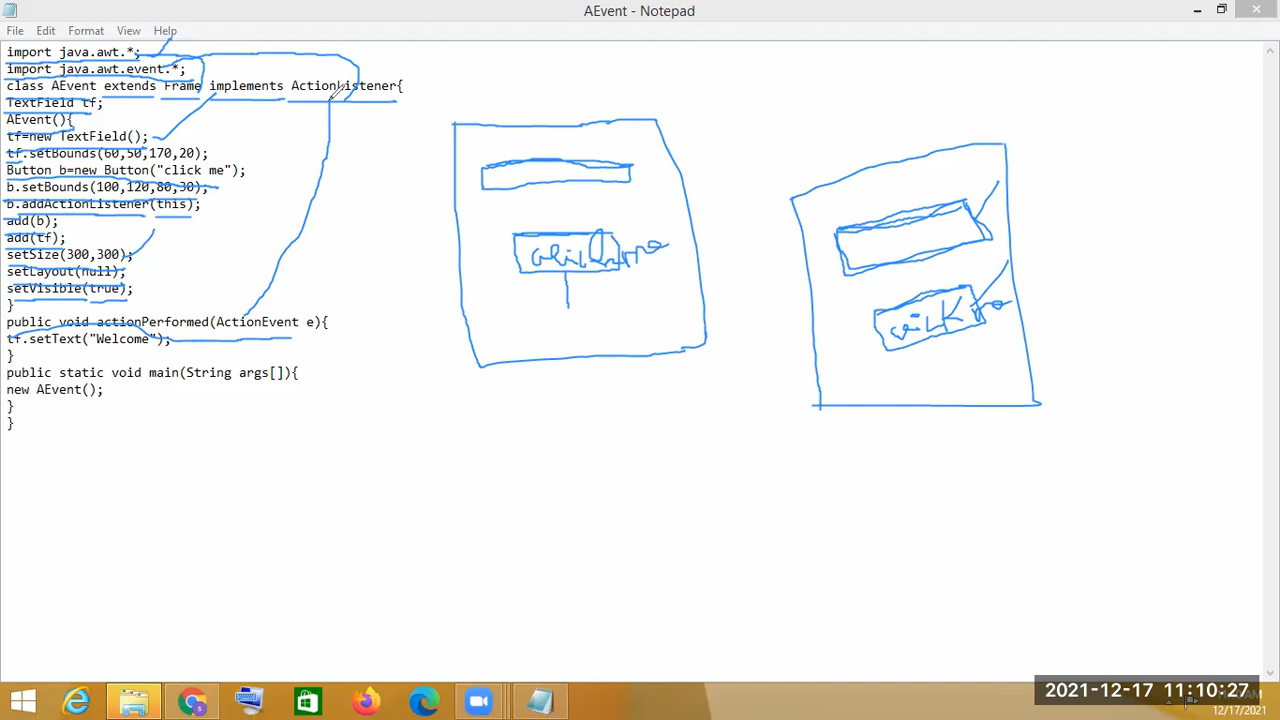 AEvent - Notepad
File Edit Format View Help
import java.awt.*;
import java.awt.event.*;
class AEvent extends Frame implements ActionListener{
TextField tf;
AEvent(){
tf=new TextField();
tf.setBounds(60,50,170,20);
Button b=new Button("click me");
b.setBounds(100,120,80,30);
b.addActionListener(this);
add(b);
add(tf);
setSize(300,300);
setLayout(null);
setVisible(true);
}
public void actionPerformed(ActionEvent e){
tf.setText("Welcome");
}
public static void main(String args[]){
new AEvent();
}
}
2021-12-17 11:10:27
12/17/2021